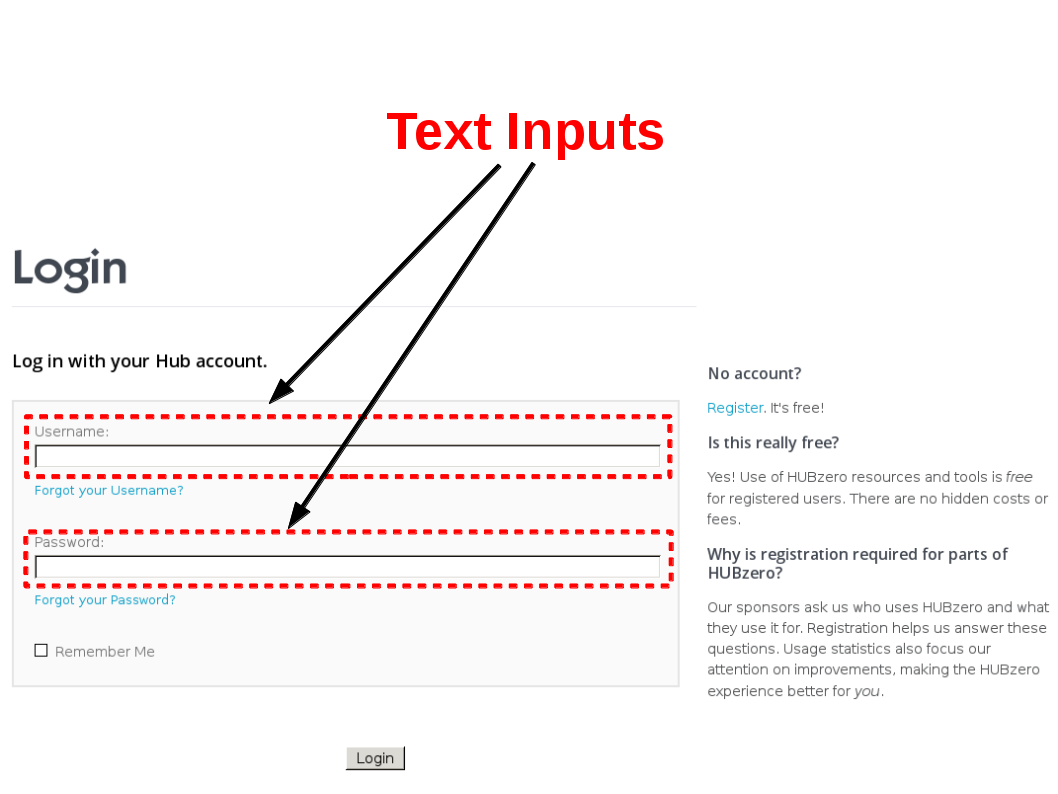 Text Inputs
Login
Log in with your Hub account.
Username:
Forgot your Username?
Password:
Forgot your Password?
Remember Me
Login
No account?
Register. It's free!
Is this really free?
Yes! Use of HUBzero resources and tools is free
for registered users. There are no hidden costs or
fees.
Why is registration required for parts of
HUBzero?
Our sponsors ask us who uses HUBzero and what
they use it for. Registration helps us answer these
questions. Usage statistics also focus our
attention on improvements, making the HUBzero
experience better for you.